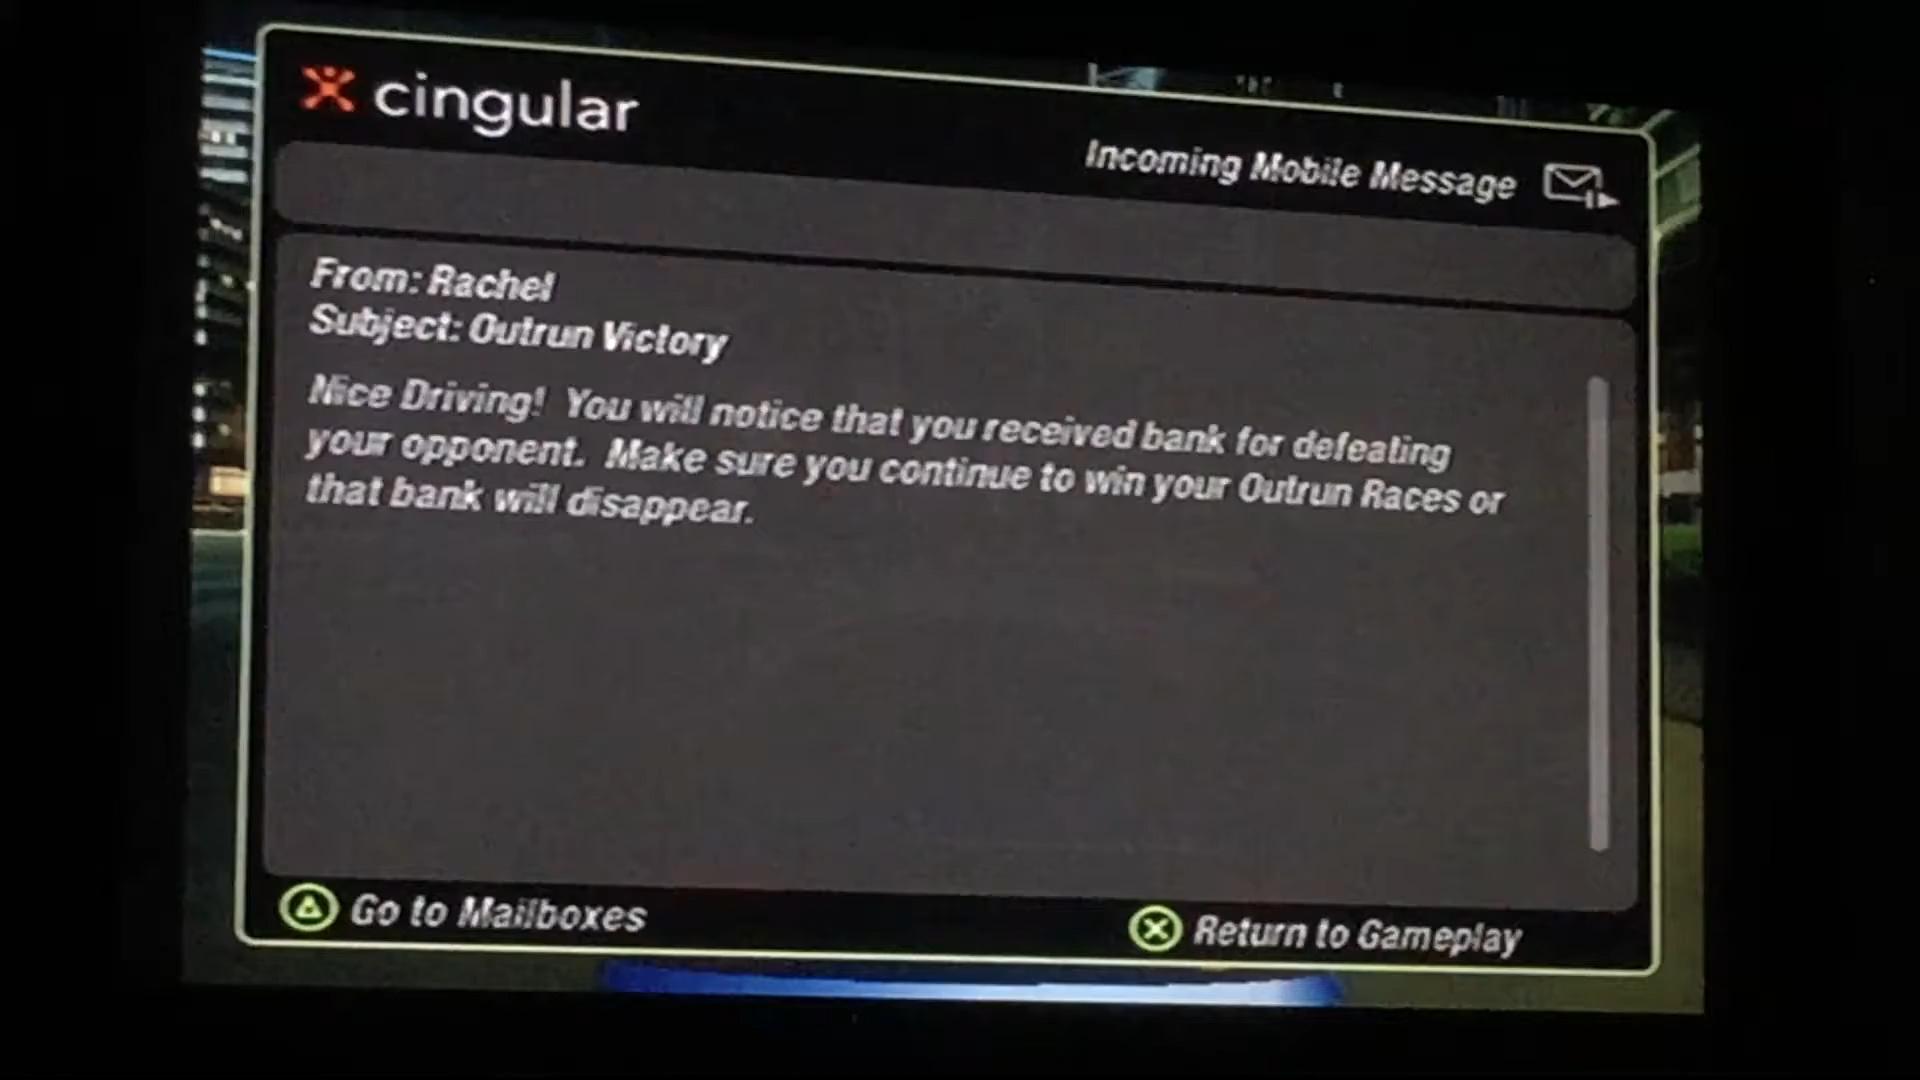 cingular
Incoming Mobile Message
From: Rachel
Subject: Outrun Victory
Nice Driving!  You will notice that you received bank for defeating
your opponent.  Make sure you continue to win your Outrun Races or
that bank will disappear.
Go to Mailboxes
Return to Gameplay